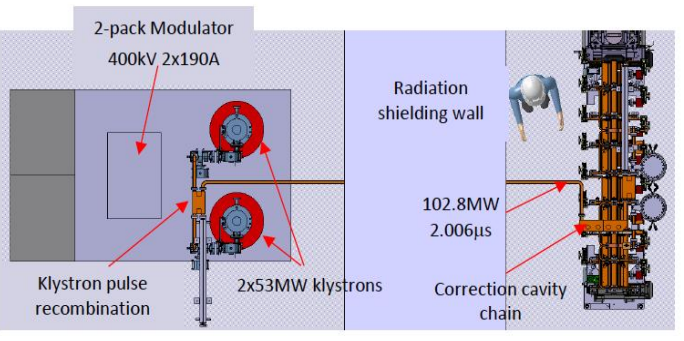 2-pack Modulator
400kV 2x190A
Radiation
shielding wall
102.8MW
2.006µs
Klystron pulse
recombination
2x53MW klystrons
Correction cavity
chain